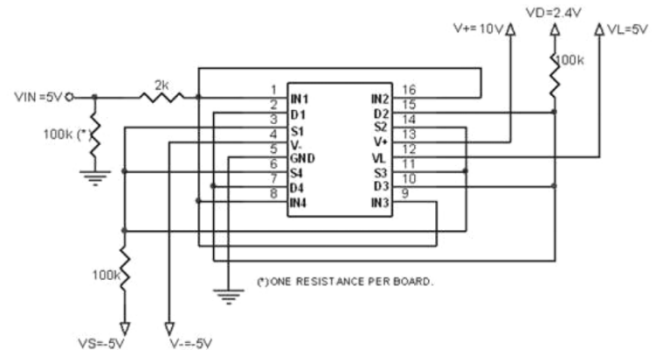 VD=2.4V
V+=10V
VL=5V
100k
2k
VIN =5V
100k (*)
1 IN1 IN2 16
2 D1 D2 15
3 S1 S2 14
4 V- V+ 13
5 GND VL 12
6 S4 S3 11
7 D4 D3 10
8 IN4 IN3 9
100k
(*)ONE RESISTANCE PER BOARD.
VS=-5V
V-=-5V